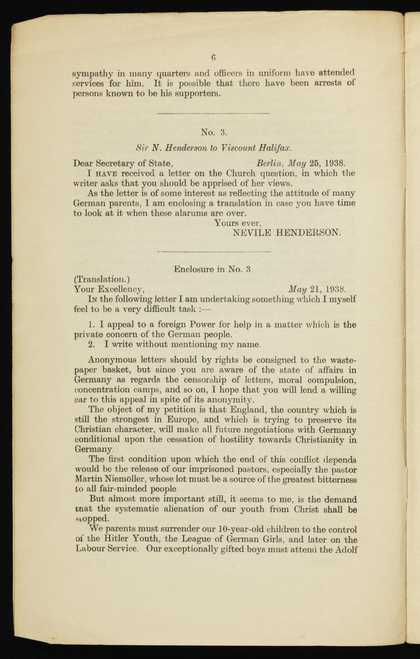 6
sympathy in many quarters and officers in uniform have attended
services for him. It is possible that there have been arrests of
persons known to be his supporters.
No. 3.
Sir N. Henderson to Viscount Halifax.
Dear Secretary of State, Berlin, May 25, 1938.
I HAVE received a letter on the Church question, in which the
writer asks that you should be apprised of her views.
As the letter is of some interest as reflecting the attitude of many
German parents, I am enclosing a translation in case you have time
to look at it when these alarums are over.
Yours ever,
NEVILE HENDERSON.
Enclosure in No. 3
(Translation.)
Your Excellency, May 21, 1938.
IN the following letter I am undertaking something which I myself
feel to be a very difficult task :—
1. I appeal to a foreign Power for help in a matter which is the
private concern of the German people.
2. I write without mentioning my name.
Anonymous letters should by rights be consigned to the waste-
paper basket, but since you are aware of the state of affairs in
Germany as regards the censorship of letters, moral compulsion,
concentration camps, and so on, I hope that you will lend a willing
ear to this appeal in spite of its anonymity.
The object of my petition is that England, the country which is
still the strongest in Europe, and which is trying to preserve its
Christian character, will make all future negotiations with Germany
conditional upon the cessation of hostility towards Christianity in
Germany.
The first condition upon which the end of this conflict depends
would be the release of our imprisoned pastors, especially the pastor
Martin Niemöller, whose lot must be a source of the greatest bitterness
to all fair-minded people
But almost more important still, it seems to me, is the demand
that the systematic alienation of our youth from Christ shall be
stopped.
We parents must surrender our 10-year-old children to the control
of the Hitler Youth, the League of German Girls, and later on the
Labour Service. Our exceptionally gifted boys must attend the Adolf